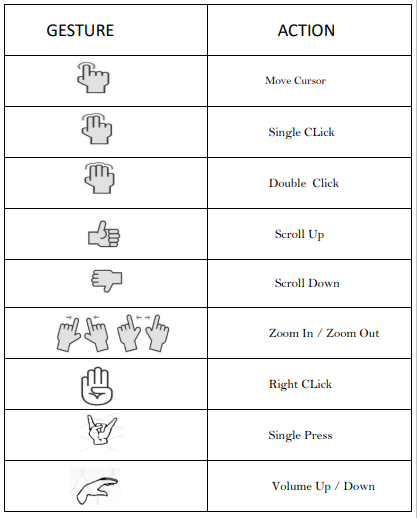 GESTURE ACTION
Move Cursor
Single CLick
Double Click
Scroll Up
Scroll Down
Zoom In / Zoom Out
Right CLick
Single Press
Volume Up / Down